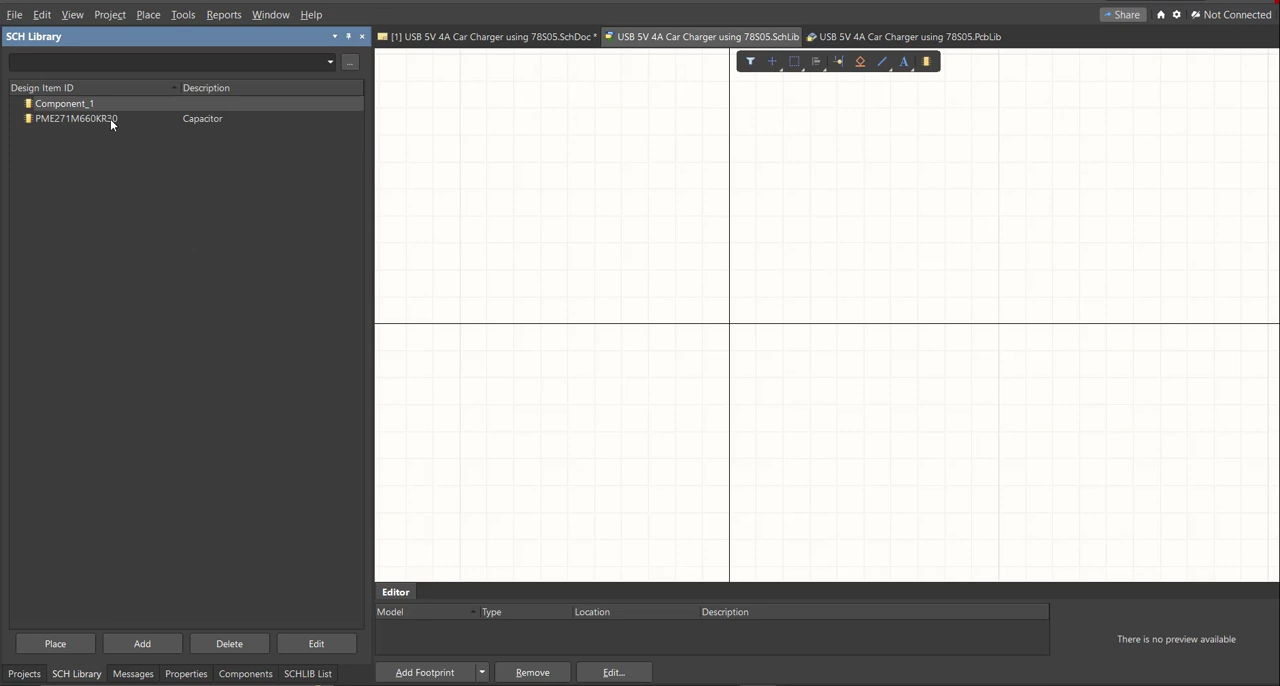 File Edit View Project Place Tools Reports Window Help Share Not Connected
SCH Library
[1] USB 5V 4A Car Charger using 78S05.SchDoc * USB 5V 4A Car Charger using 78S05.SchLib USB 5V 4A Car Charger using 78S05.PcbLib
...
Design Item ID Description
Component_1
PME271M660KR30 Capacitor
Place Add Delete Edit
Projects SCH Library Messages Properties Components SCHLIB List
Editor
Model Type Location Description
There is no preview available
Add Footprint Remove Edit...